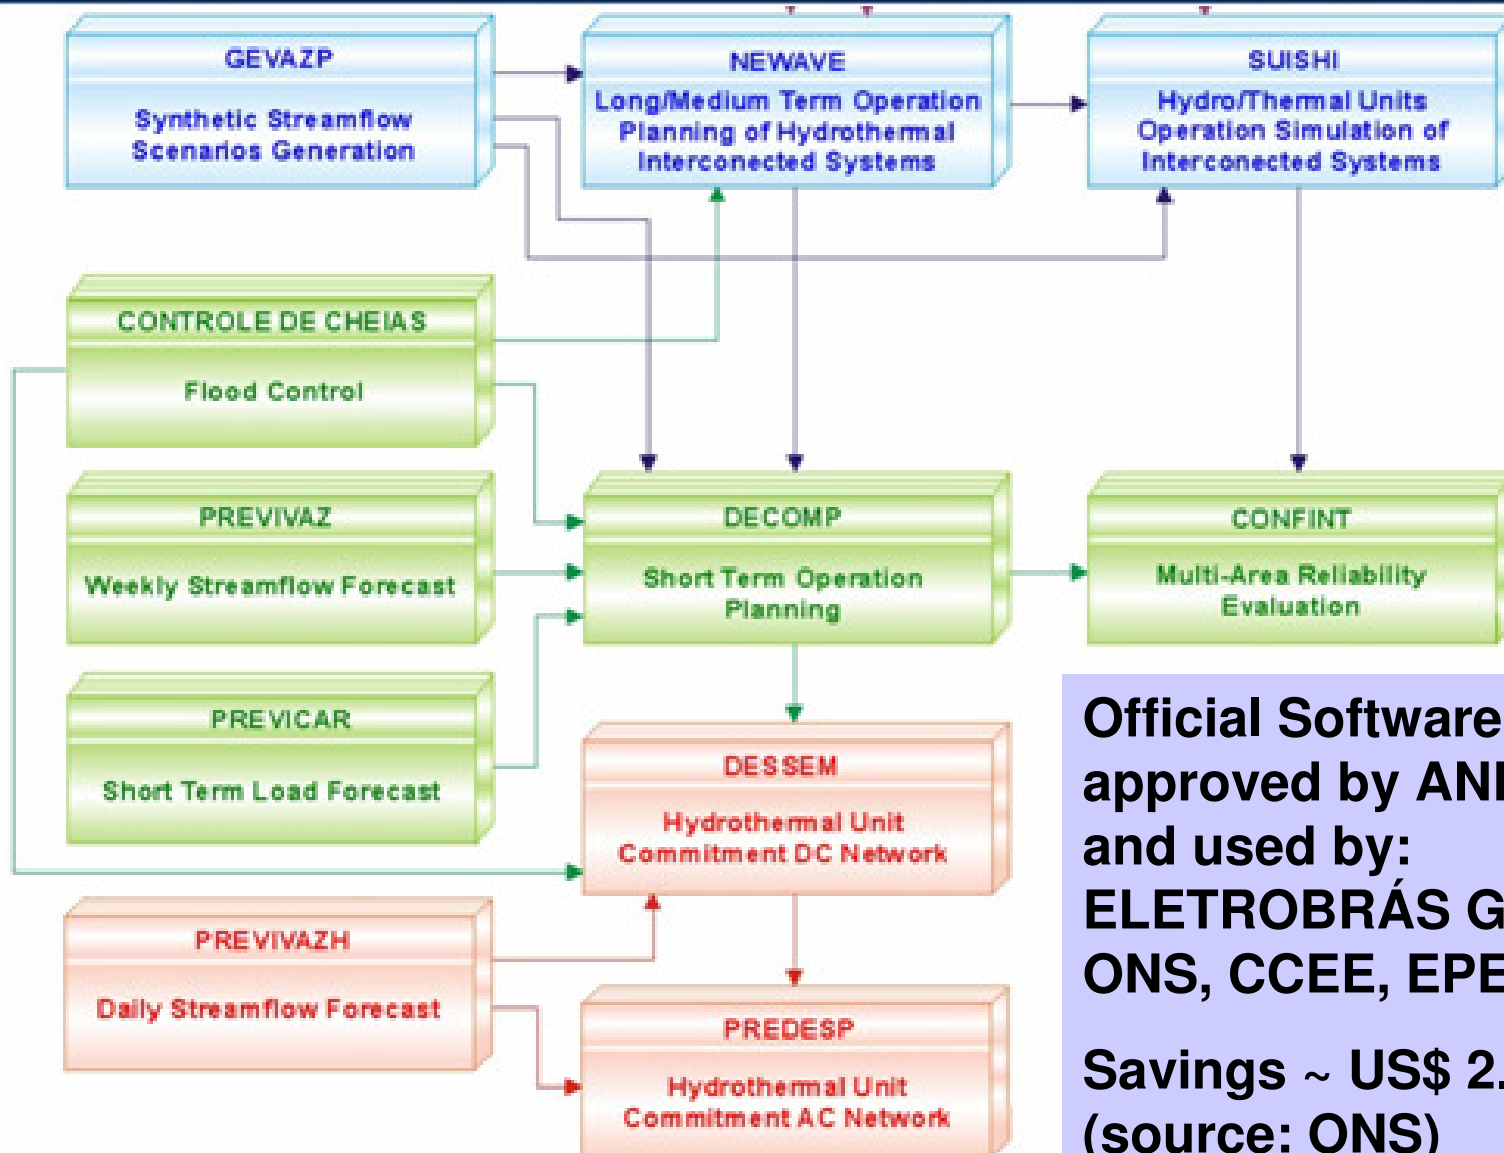 GEVAZP
Synthetic Streamflow
Scenarios Generation
NEWAVE
Long/Medium Term Operation
Planning of Hydrothermal
Interconected Systems
SUISHI
Hydro/Thermal Units
Operation Simulation of
Interconected Systems
CONTROLE DE CHEIAS
Flood Control
PREVIVAZ
Weekly Streamflow Forecast
DECOMP
Short Term Operation
Planning
CONFINT
Multi-Area Reliability
Evaluation
PREVICAR
Short Term Load Forecast
DESSEM
Hydrothermal Unit
Commitment DC Network
PREVIVAZH
Daily Streamflow Forecast
PREDESP
Hydrothermal Unit
Commitment AC Network
Official Software
approved by
and used by:
ELETROBRÁS
ONS, CCEE, EPE
Savings ~ US$ 2.
(source: ONS)